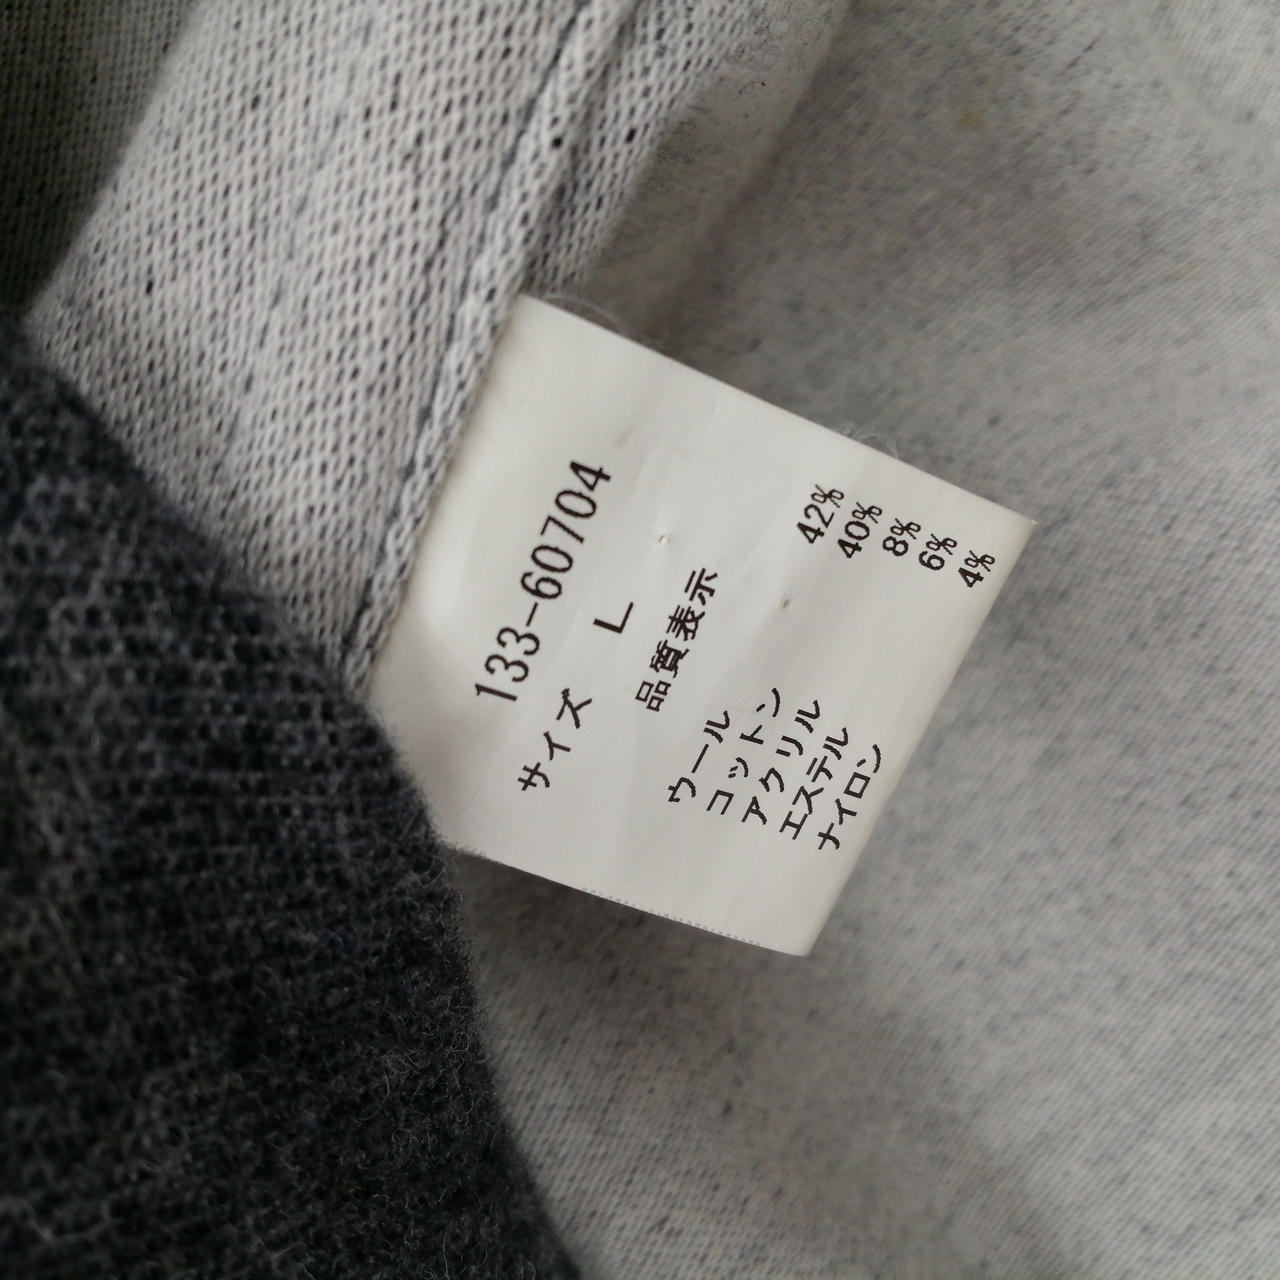 133-60704
サイズ L
品質表示
ウール 42%
コットン 40%
アクリル 8%
エステル 6%
ナイロン 4%